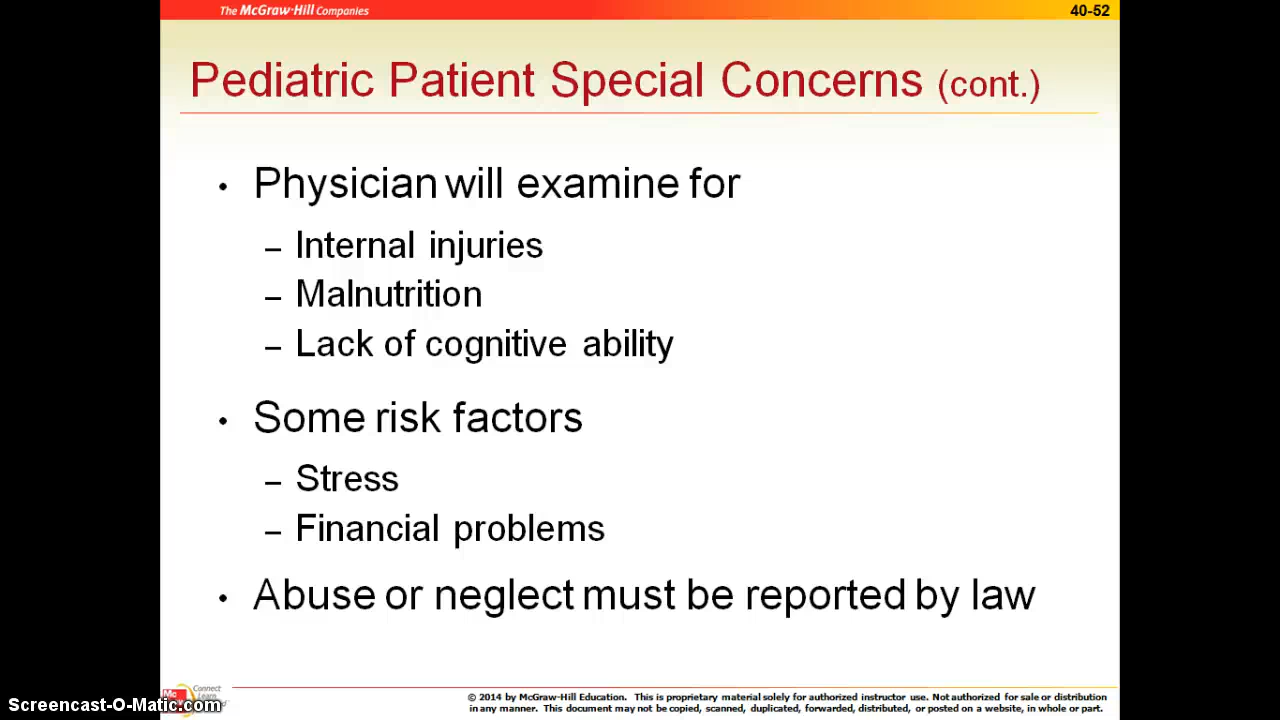 The McGraw-Hill Companies
40-52
Pediatric Patient Special Concerns (cont.)
• Physician will examine for
– Internal injuries
– Malnutrition
– Lack of cognitive ability
• Some risk factors
– Stress
– Financial problems
• Abuse or neglect must be reported by law
Connect
Learn
Screencast-O-Matic.com
© 2014 by McGraw-Hill Education. This is proprietary material solely for authorized instructor use. Not authorized for sale or distribution
in any manner. This document may not be copied, scanned, duplicated, forwarded, distributed, or posted on a website, in whole or part.